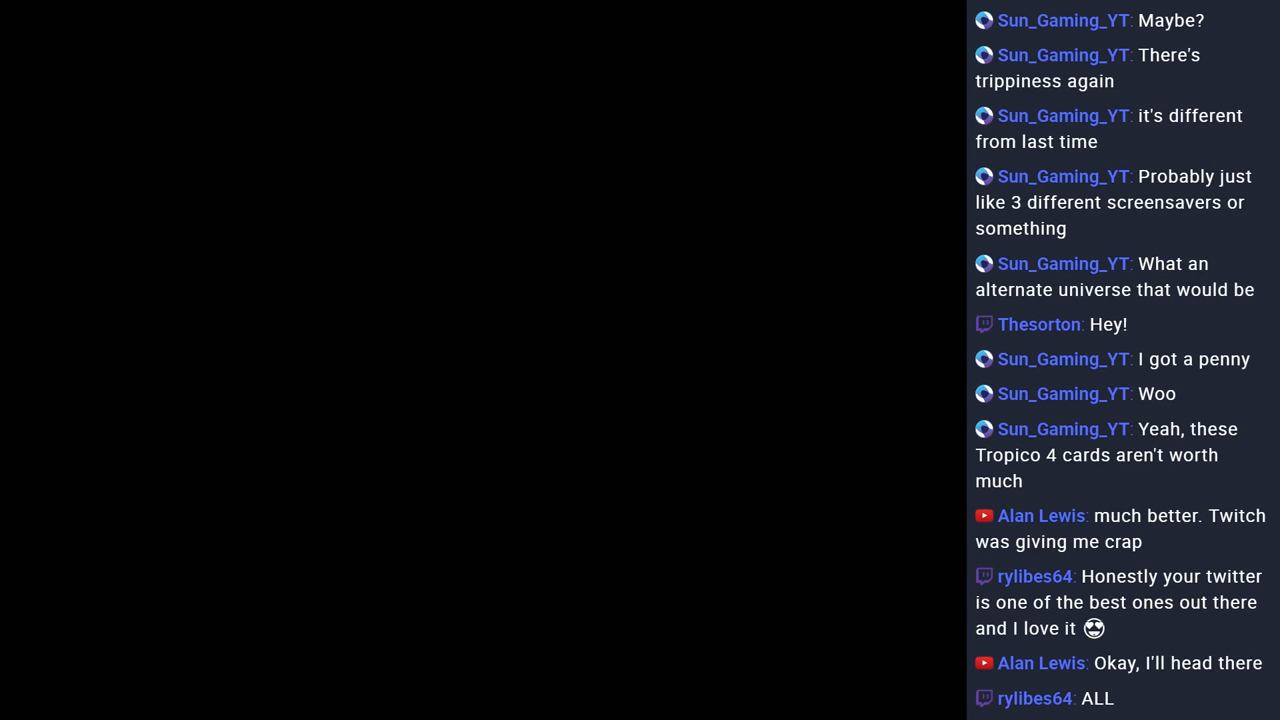 Sun_Gaming_YT: Maybe?
Sun_Gaming_YT: There's
trippiness again
Sun_Gaming_YT: it's different
from last time
Sun_Gaming_YT: Probably just
like 3 different screensavers or
something
Sun_Gaming_YT: What an
alternate universe that would be
Thesorton: Hey!
Sun_Gaming_YT: I got a penny
Sun_Gaming_YT: Woo
Sun_Gaming_YT: Yeah, these
Tropico 4 cards aren't worth
much
Alan Lewis: much better. Twitch
was giving me crap
rylibes64: Honestly your twitter
is one of the best ones out there
and I love it 😍
Alan Lewis: Okay, I'll head there
rylibes64: ALL